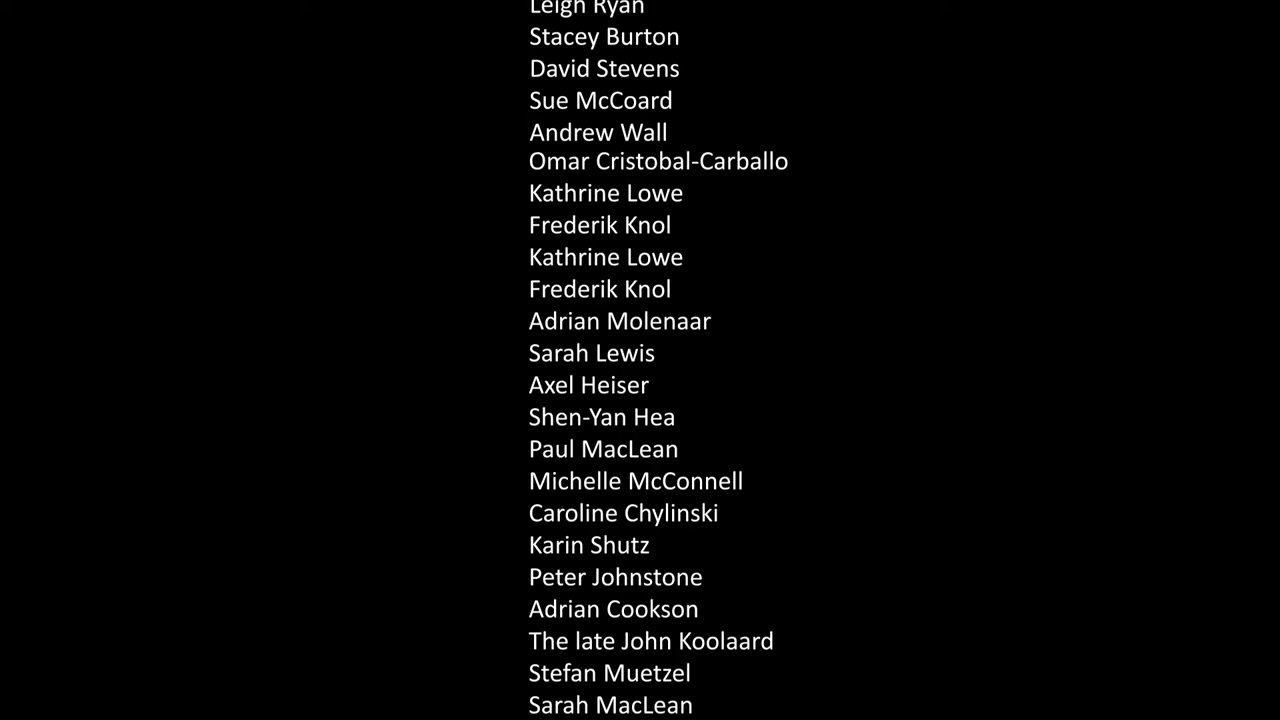 Leigh Ryan
Stacey Burton
David Stevens
Sue McCoard
Andrew Wall
Omar Cristobal-Carballo
Kathrine Lowe
Frederik Knol
Kathrine Lowe
Frederik Knol
Adrian Molenaar
Sarah Lewis
Axel Heiser
Shen-Yan Hea
Paul MacLean
Michelle McConnell
Caroline Chylinski
Karin Shutz
Peter Johnstone
Adrian Cookson
The late John Koolaard
Stefan Muetzel
Sarah MacLean